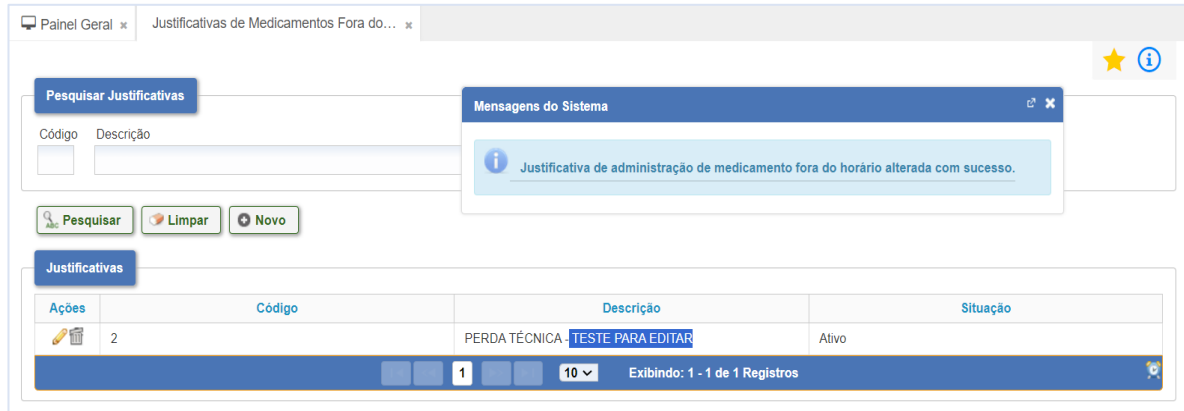 Painel Geral × Justificativas de Medicamentos Fora do… ×
Pesquisar Justificativas
Código Descrição
Mensagens do Sistema
Justificativa de administração de medicamento fora do horário alterada com sucesso.
Pesquisar Limpar Novo
Justificativas
Ações Código Descrição Situação
2 PERDA TÉCNICA - TESTE PARA EDITAR Ativo
1 10 Exibindo: 1 - 1 de 1 Registros